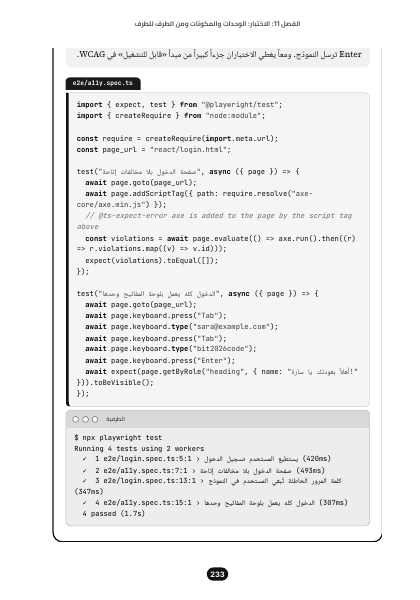 الفصل 11: الاختبار: الوحدات والمكونات ومن الطرف للطرف
Enter ترسل النموذج. ومعاً يغطي الاختباران جزءاً كبيراً من مبدأ «قابل للتشغيل» في WCAG.
e2e/a11y.spec.ts
import { expect, test } from "@playwright/test";
import { createRequire } from "node:module";
const require = createRequire(import.meta.url);
const page_url = "react/login.html";
test("صفحة الدخول بلا مخالفات إتاحة", async ({ page }) => {
await page.goto(page_url);
await page.addScriptTag({ path: require.resolve("axe-
core/axe.min.js") });
// @ts-expect-error axe is added to the page by the script tag
above
const violations = await page.evaluate(() => axe.run().then((r)
=> r.violations.map((v) => v.id)));
expect(violations).toEqual([]);
});
test("الدخول كله يعمل بلوحة المفاتيح وحدها", async ({ page }) => {
await page.goto(page_url);
await page.keyboard.press("Tab");
await page.keyboard.type("sara@example.com");
await page.keyboard.press("Tab");
await page.keyboard.type("bit2026code");
await page.keyboard.press("Enter");
await expect(page.getByRole("heading", { name: "أهلاً بعودتك يا سارة!"
})).toBeVisible();
});
الطرفية
$ npx playwright test
Running 4 tests using 2 workers
✓ 1 e2e/login.spec.ts:5:1 › يستطيع المستخدم تسجيل الدخول (420ms)
✓ 2 e2e/a11y.spec.ts:7:1 › صفحة الدخول بلا مخالفات إتاحة (493ms)
✓ 3 e2e/login.spec.ts:13:1 › كلمة المرور الخاطئة تُبقي المستخدم في النموذج
(347ms)
✓ 4 e2e/a11y.spec.ts:15:1 › الدخول كله يعمل بلوحة المفاتيح وحدها (307ms)
4 passed (1.7s)
233